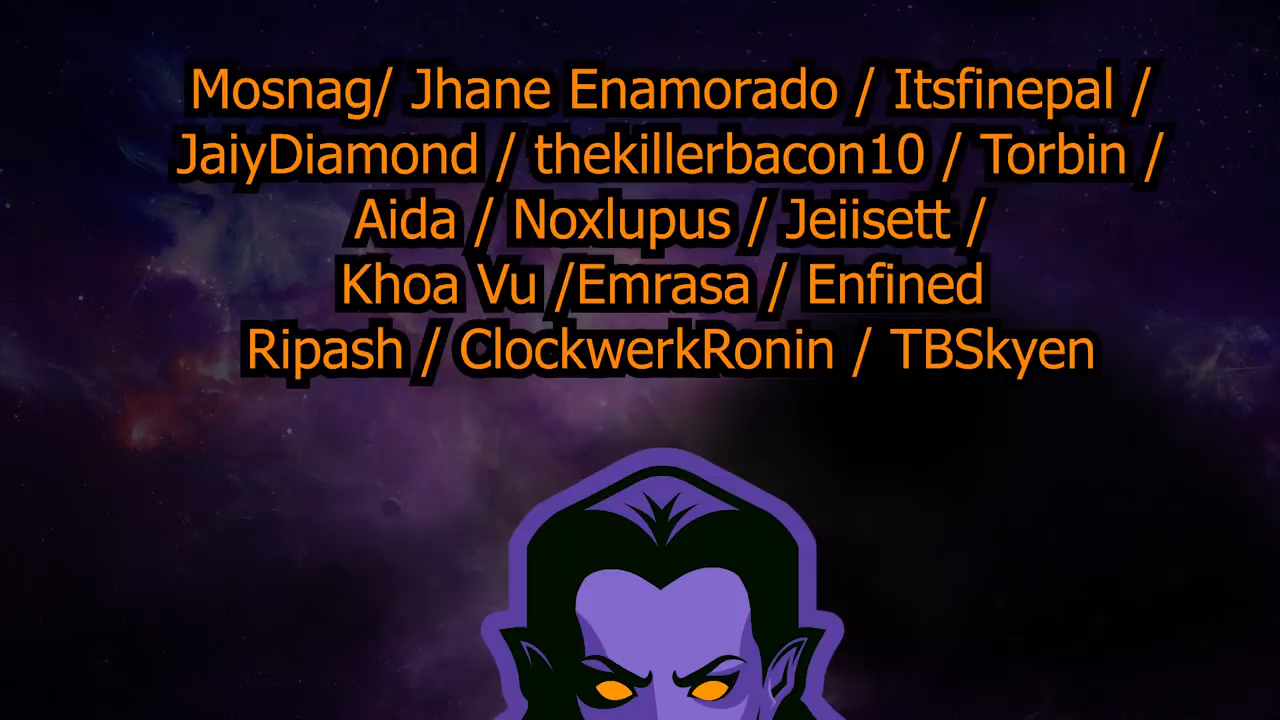 Mosnag/ Jhane Enamorado / Itsfinepal /
JaiyDiamond / thekillerbacon10 / Torbin /
Aida / Noxlupus / Jeiisett /
Khoa Vu /Emrasa / Enfined
Ripash / ClockwerkRonin / TBSkyen